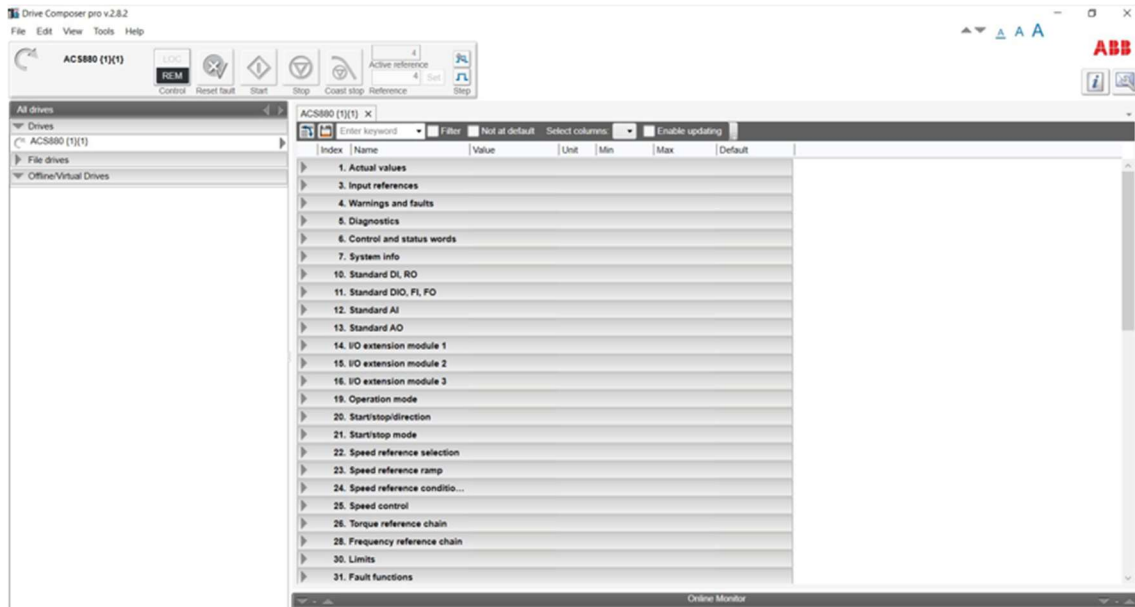 Drive Composer pro v.2.8.2
File Edit View Tools Help
A A A
ABB
ACS880 {1}{1}
LOC
REM
Control
Reset fault
Start
Stop
Coast stop
4
Active reference
4 Set
Reference
Step
i
All drives
Drives
ACS880 {1}{1}
File drives
Offline/Virtual Drives
ACS880 {1}{1} X
Enter keyword Filter Not at default Select columns: Enable updating
Index Name Value Unit Min Max Default
1. Actual values
3. Input references
4. Warnings and faults
5. Diagnostics
6. Control and status words
7. System info
10. Standard DI, RO
11. Standard DIO, FI, FO
12. Standard AI
13. Standard AO
14. I/O extension module 1
15. I/O extension module 2
16. I/O extension module 3
19. Operation mode
20. Start/stop/direction
21. Start/stop mode
22. Speed reference selection
23. Speed reference ramp
24. Speed reference conditio...
25. Speed control
26. Torque reference chain
28. Frequency reference chain
30. Limits
31. Fault functions
Online Monitor